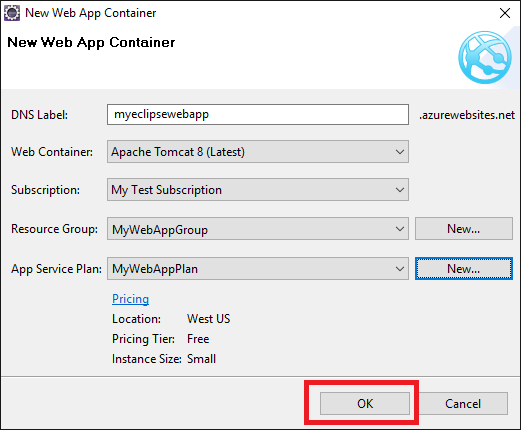 New Web App Container
New Web App Container
DNS Label: myeclipsewebapp .azurewebsites.net
Web Container: Apache Tomcat 8 (Latest)
Subscription: My Test Subscription
Resource Group: MyWebAppGroup New...
App Service Plan: MyWebAppPlan New...
Pricing
Location: West US
Pricing Tier: Free
Instance Size: Small
OK Cancel